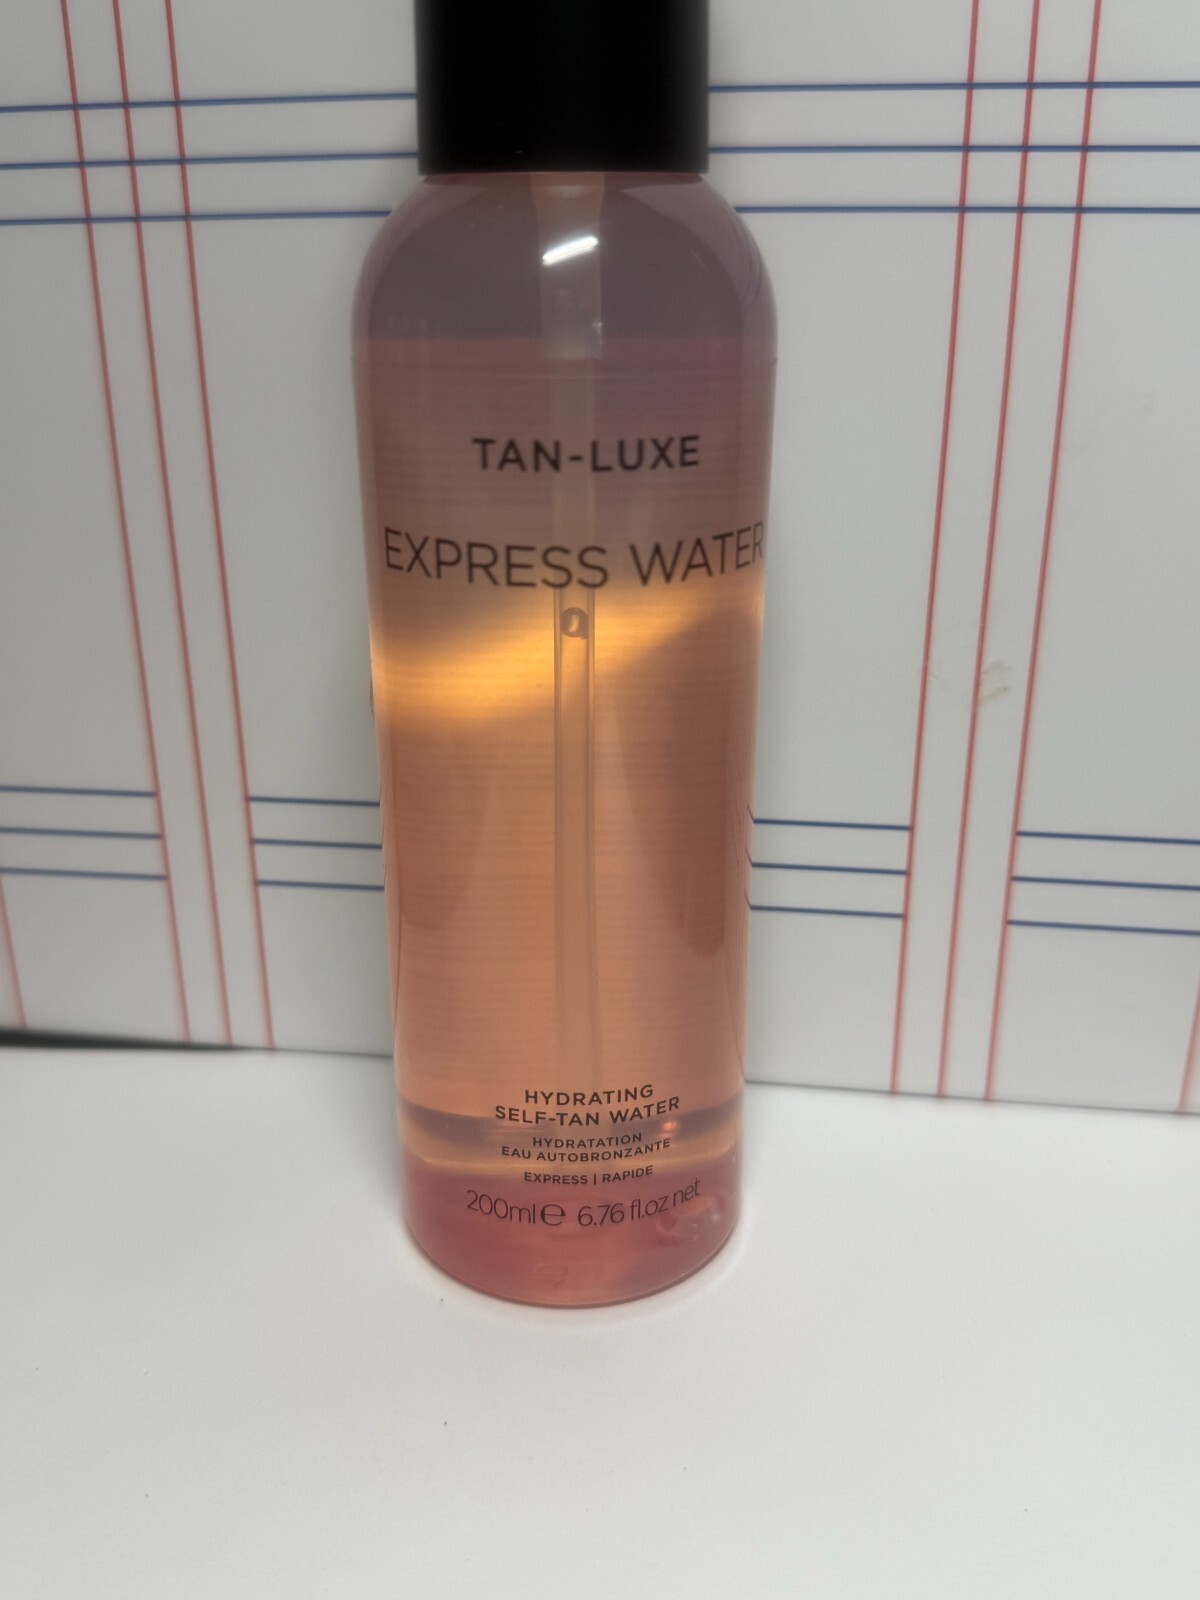 TAN-LUXE
EXPRESS WATER
HYDRATING
SELF-TAN WATER
HYDRATATION
EAU AUTOBRONZANTE
EXPRESS | RAPIDE
200ml℮ 6.76 fl.oz net